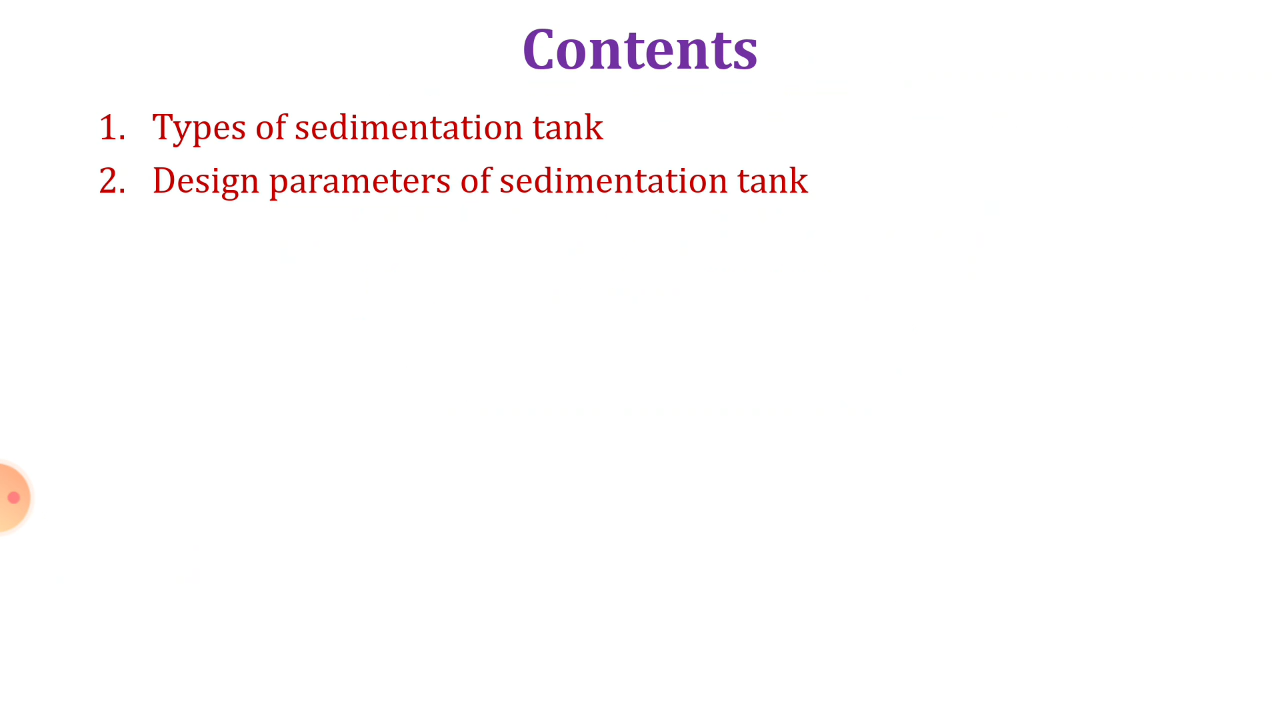 Contents
1. Types of sedimentation tank
2. Design parameters of sedimentation tank